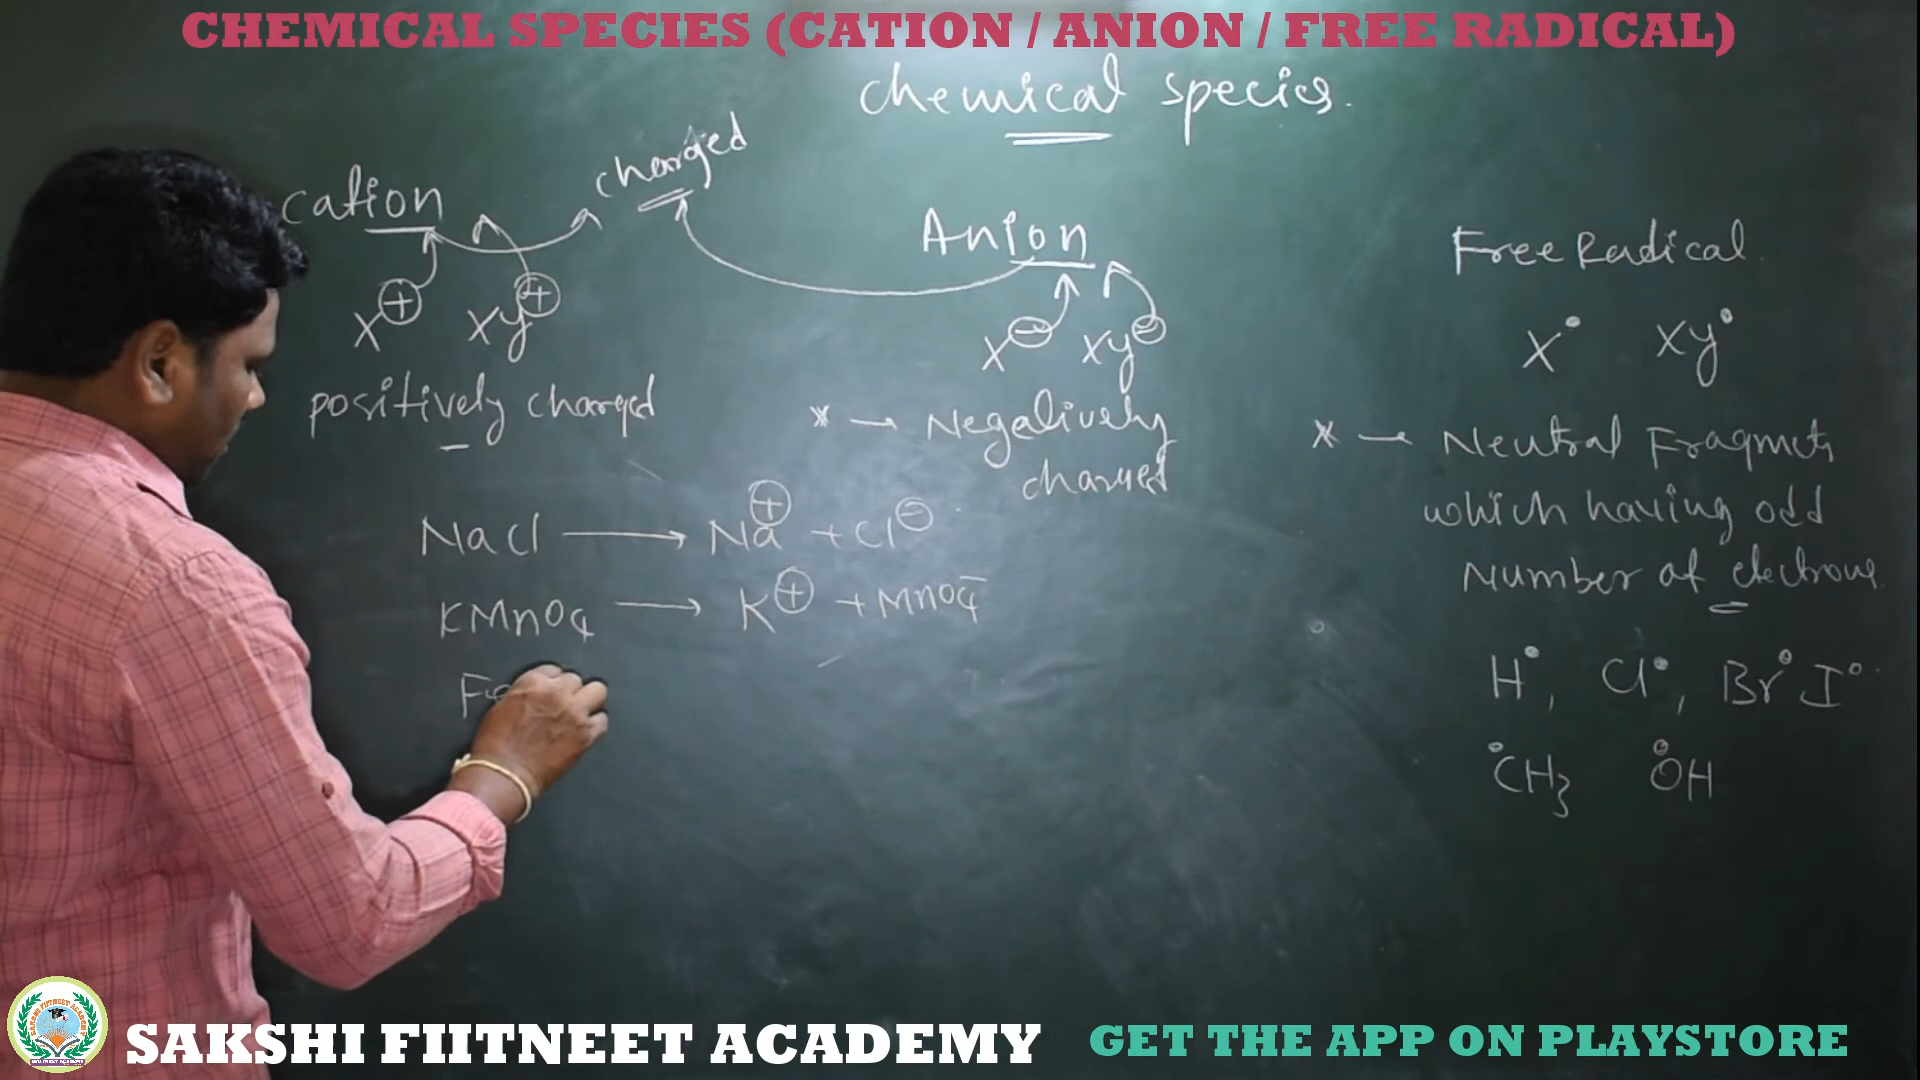 CHEMICAL SPECIES (CATION / ANION / FREE RADICAL)
chemical species.
charged
cation
Anion
Free Radical.
X⊕ Xy⊕
X⊖ Xy⊖
X• Xy•
positively charged
* → Negatively
charged
* → Neutral Fragmets
which having odd
Number of electrons.
NaCl → Na⊕ + Cl⊖
KMnO4 → K⊕ + MnO4⁻
Fe
H•, Cl•, Br• I•
•CH3 •OH
SAKSHI FIITNEET ACADEMY
GET THE APP ON PLAYSTORE